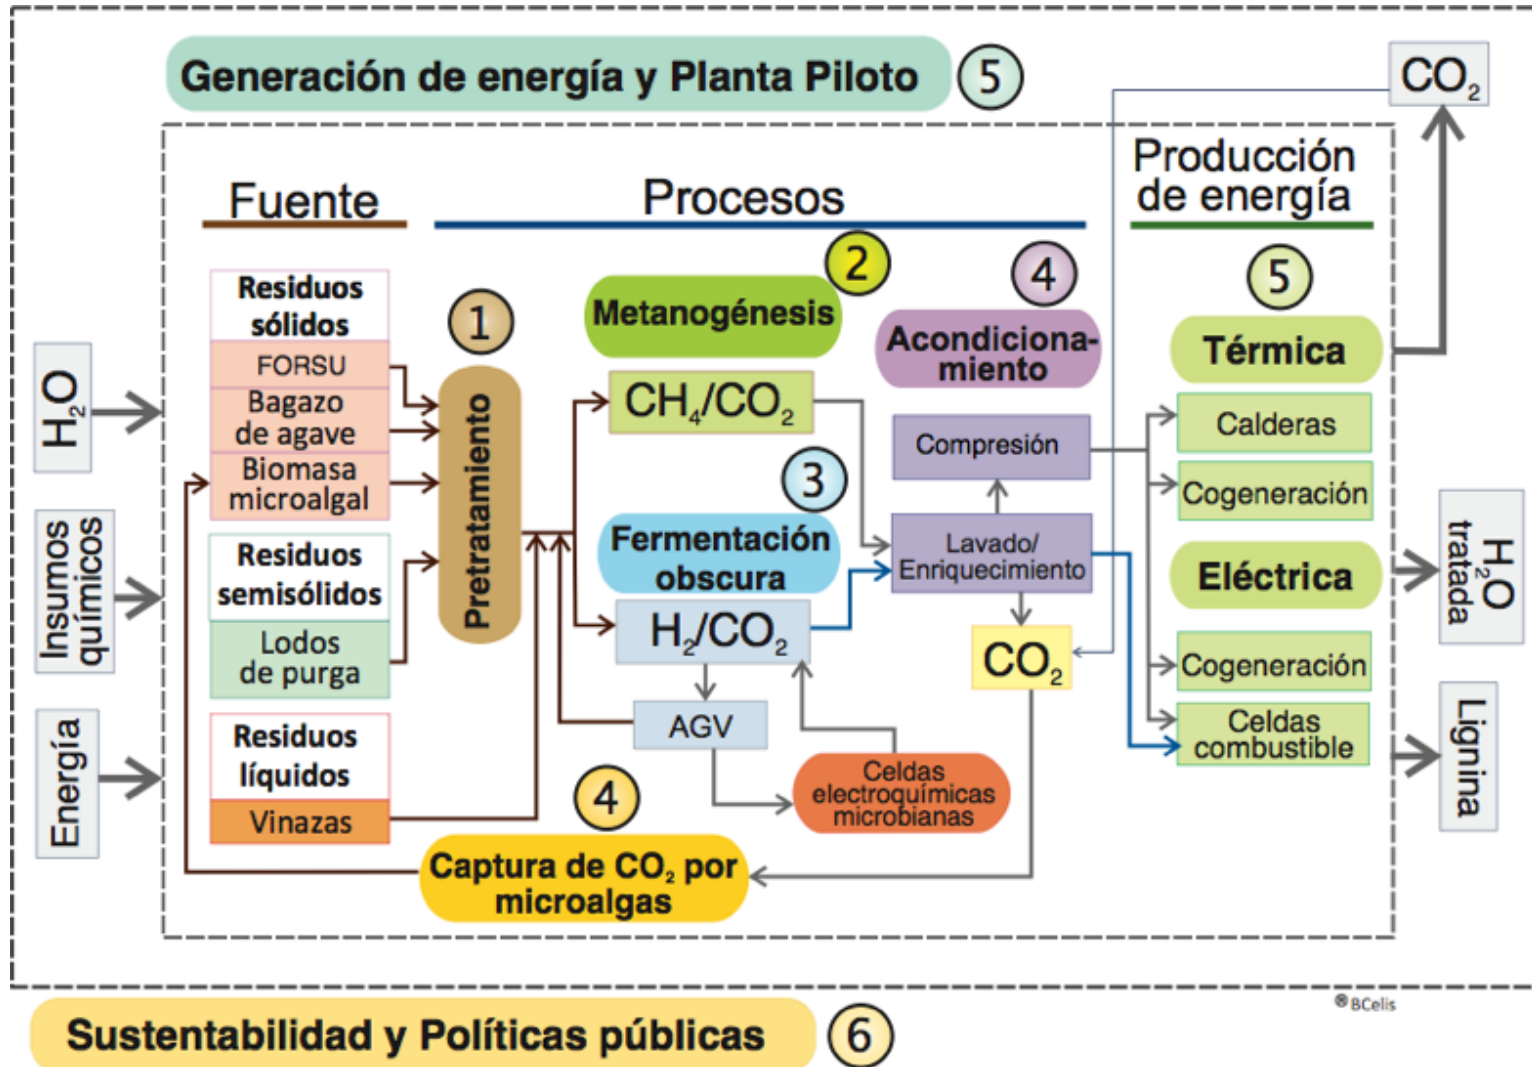 Generación de energía y Planta Piloto
5
CO₂
Fuente
Procesos
Producción
de energía
H₂O
Insumos
químicos
Energía
Residuos
sólidos
FORSU
Bagazo
de agave
Biomasa
microalgal
Residuos
semisólidos
Lodos
de purga
Residuos
líquidos
Vinazas
1
Pretratamiento
2
Metanogénesis
CH₄/CO₂
3
Fermentación
obscura
H₂/CO₂
AGV
Celdas
electroquímicas
microbianas
4
Captura de CO₂ por
microalgas
4
Acondiciona-
miento
Compresión
Lavado/
Enriquecimiento
CO₂
5
Térmica
Calderas
Cogeneración
Eléctrica
Cogeneración
Celdas
combustible
H₂O
tratada
Lignina
®BCelis
Sustentabilidad y Políticas públicas
6